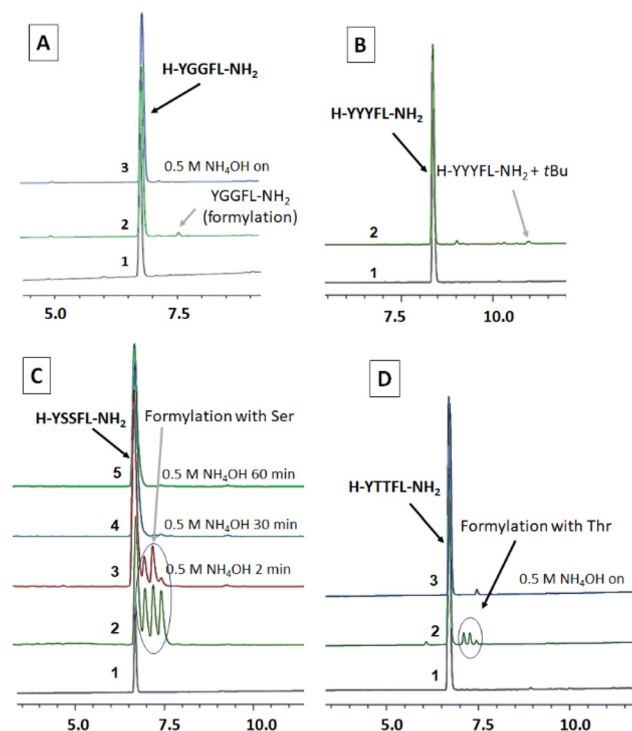 A
H-YGGFL-NH2
3
0.5 M NH4OH on
YGGFL-NH2
(formylation)
2
1
5.0
7.5
B
H-YYYFL-NH2
H-YYYFL-NH2 + tBu
2
1
7.5
10.0
C
H-YSSFL-NH2
Formylation with Ser
5
0.5 M NH4OH 60 min
4
0.5 M NH4OH 30 min
3
0.5 M NH4OH 2 min
2
1
5.0
7.5
10.0
D
H-YTTFL-NH2
Formylation with Thr
3
0.5 M NH4OH on
2
1
5.0
7.5
10.0